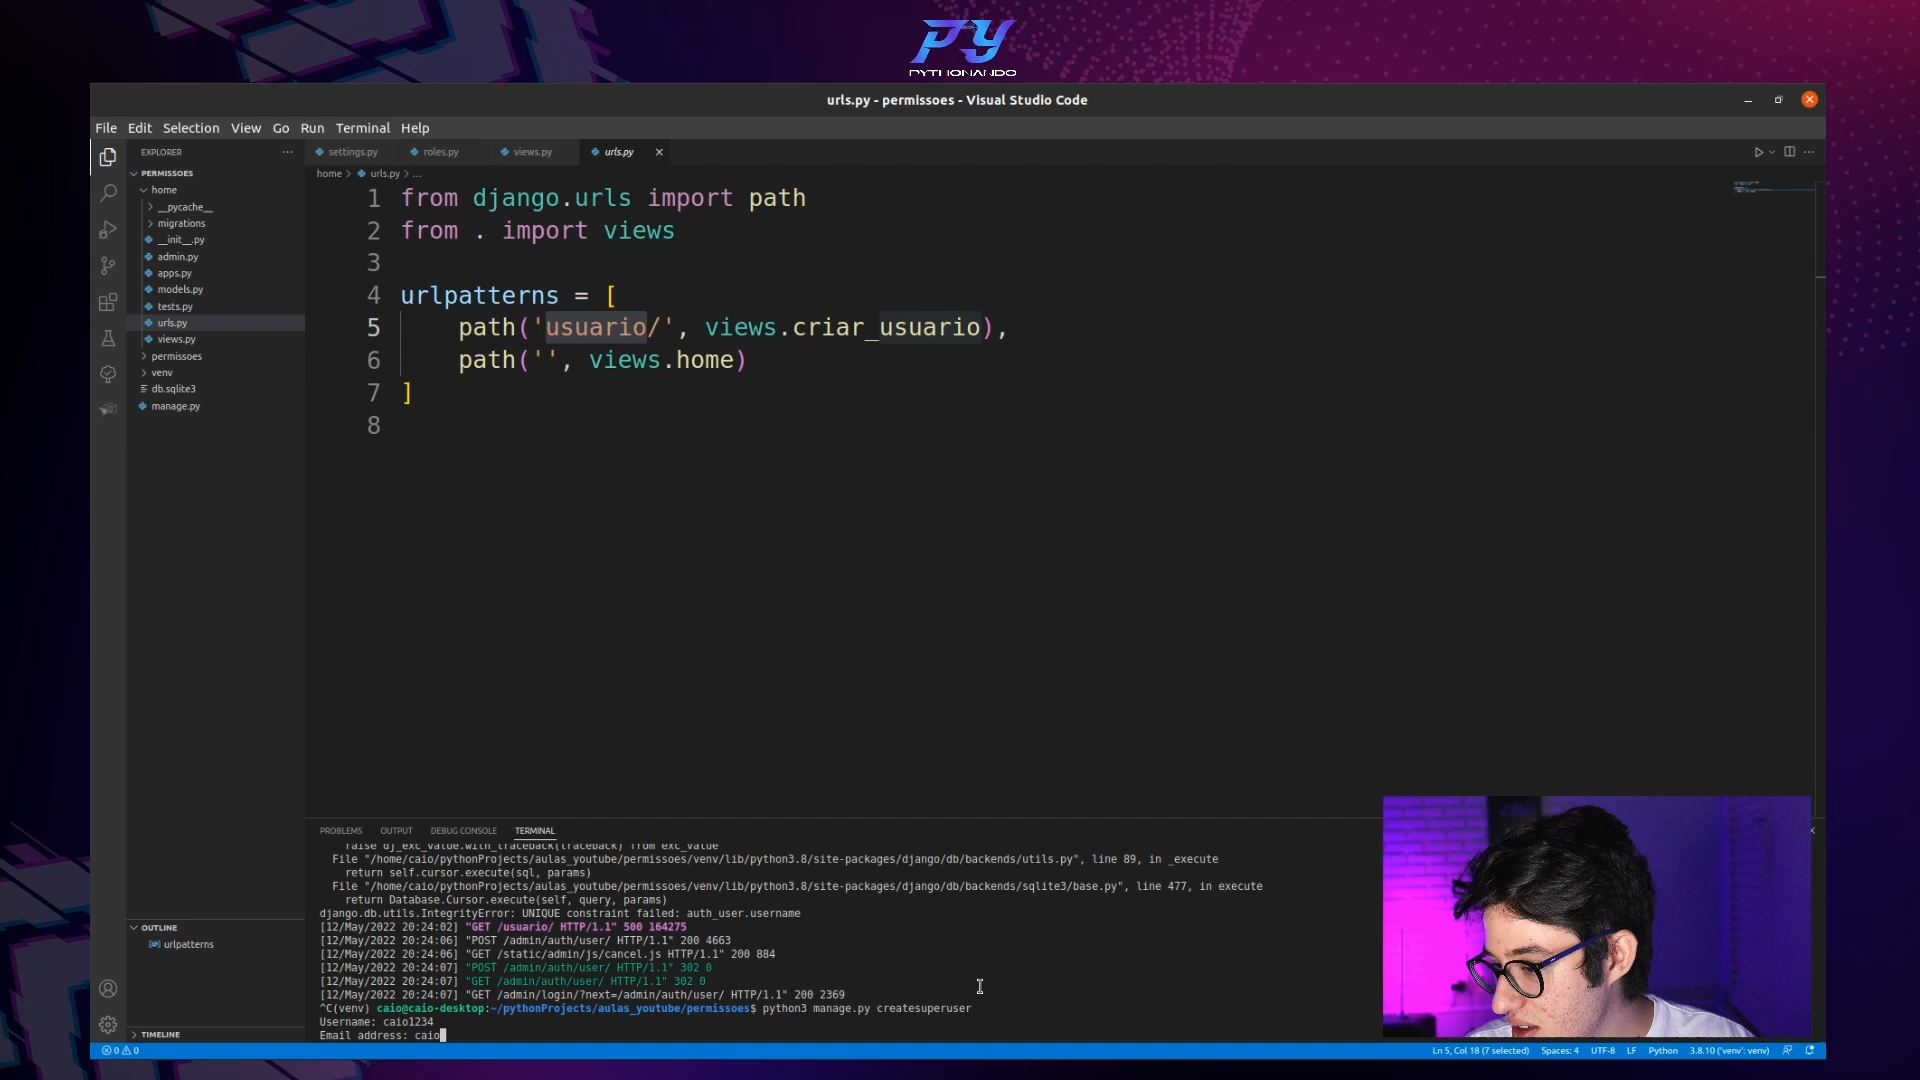 PY
PYTHONANDO
urls.py - permissoes - Visual Studio Code
File Edit Selection View Go Run Terminal Help
EXPLORER
settings.py roles.py views.py urls.py
PERMISSOES
home > urls.py > ...
home
__pycache__
migrations
__init__.py
admin.py
apps.py
models.py
tests.py
urls.py
views.py
permissoes
venv
db.sqlite3
manage.py
1 from django.urls import path
2 from . import views
3
4 urlpatterns = [
5 path('usuario/', views.criar_usuario),
6 path('', views.home)
7 ]
8
PROBLEMS OUTPUT DEBUG CONSOLE TERMINAL
raise dj_exc_value.with_traceback(traceback) from exc_value
File "/home/caio/pythonProjects/aulas_youtube/permissoes/venv/lib/python3.8/site-packages/django/db/backends/utils.py", line 89, in _execute
return self.cursor.execute(sql, params)
File "/home/caio/pythonProjects/aulas_youtube/permissoes/venv/lib/python3.8/site-packages/django/db/backends/sqlite3/base.py", line 477, in execute
return Database.Cursor.execute(self, query, params)
django.db.utils.IntegrityError: UNIQUE constraint failed: auth_user.username
[12/May/2022 20:24:02] "GET /usuario/ HTTP/1.1" 500 164275
[12/May/2022 20:24:06] "POST /admin/auth/user/ HTTP/1.1" 200 4663
[12/May/2022 20:24:06] "GET /static/admin/js/cancel.js HTTP/1.1" 200 884
[12/May/2022 20:24:07] "POST /admin/auth/user/ HTTP/1.1" 302 0
[12/May/2022 20:24:07] "GET /admin/auth/user/ HTTP/1.1" 302 0
[12/May/2022 20:24:07] "GET /admin/login/?next=/admin/auth/user/ HTTP/1.1" 200 2369
^C(venv) caio@caio-desktop:~/pythonProjects/aulas_youtube/permissoes$ python3 manage.py createsuperuser
Username: caio1234
Email address: caio
OUTLINE
urlpatterns
TIMELINE
0 0
Ln 5, Col 18 (7 selected) Spaces: 4 UTF-8 LF Python 3.8.10 ('venv': venv)